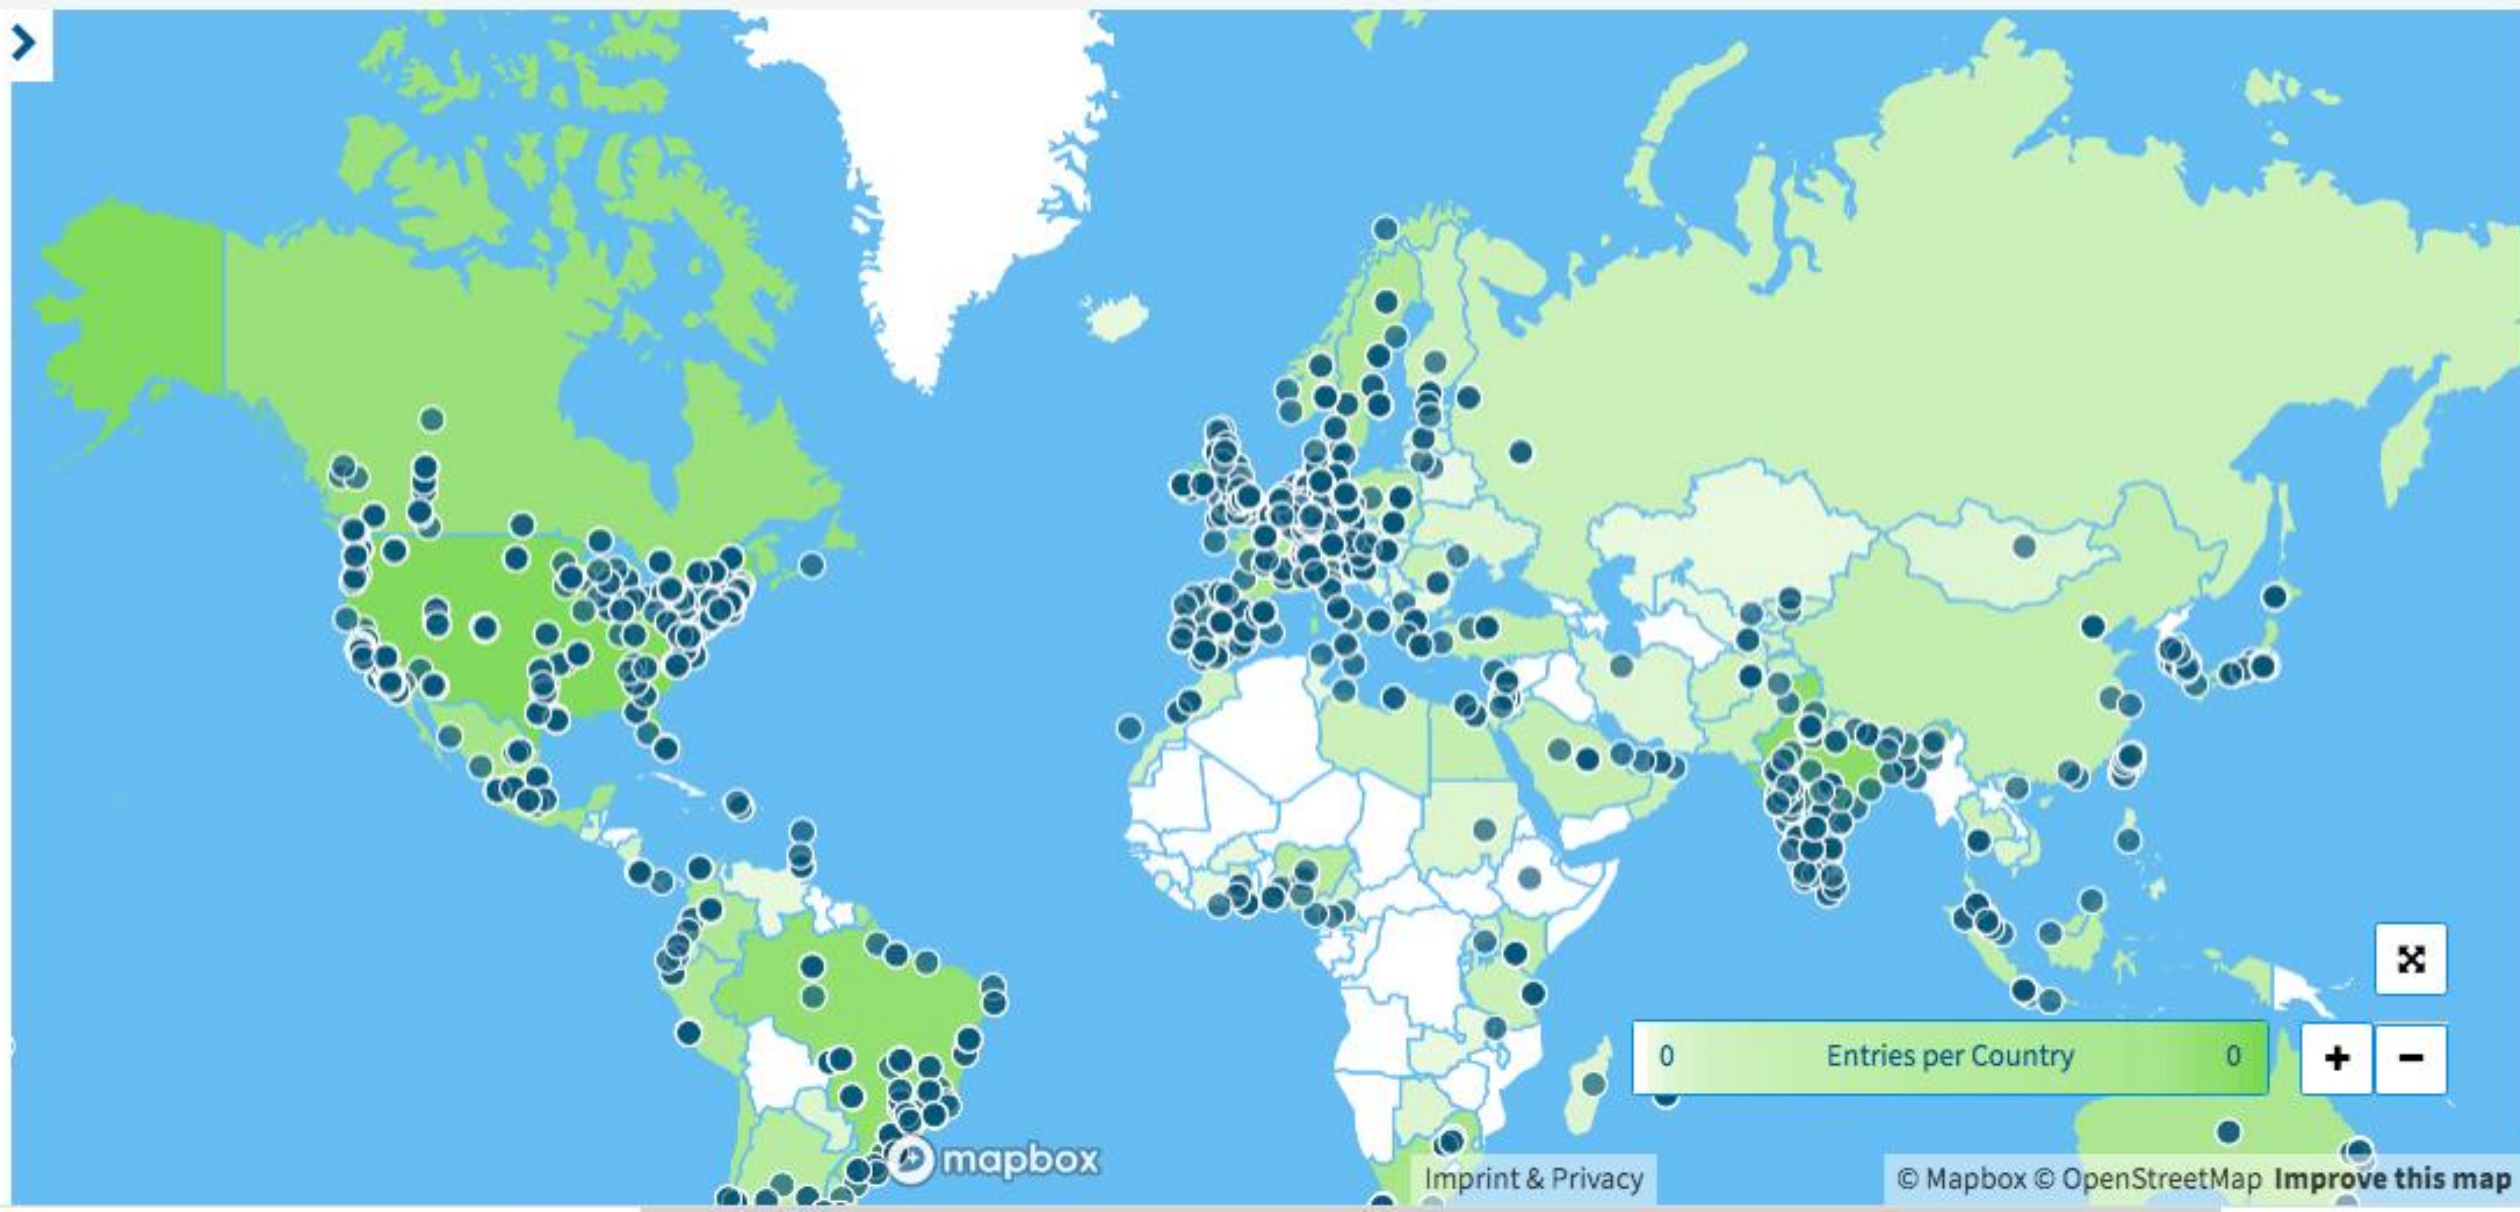 0 Entries per Country 0
mapbox
Imprint & Privacy
© Mapbox © OpenStreetMap Improve this map